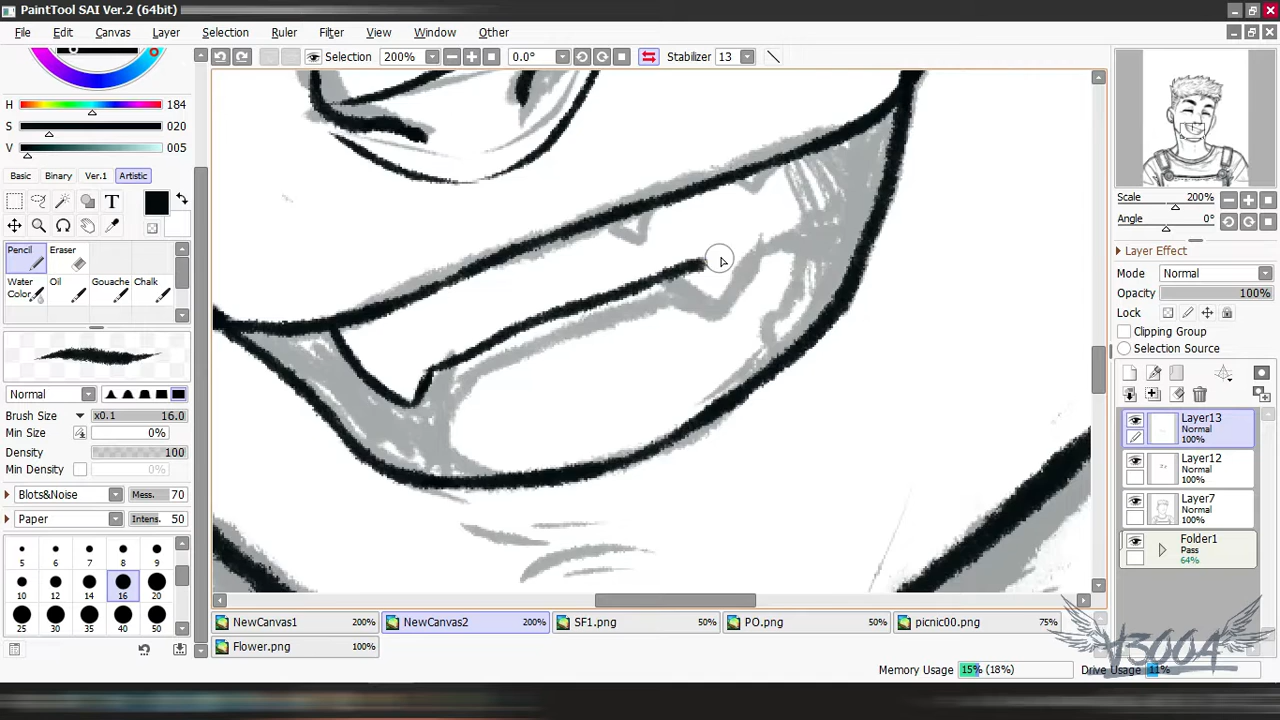 PaintTool SAI Ver.2 (64bit)
File Edit Canvas Layer Selection Filter View Window Other
Selection 200% 0.0° Stabilizer 13
H 184
S 020
V 005
Basic Binary Ver.1 Artistic
T
Pencil Eraser
Water Color Oil Gouache Chalk
Normal
Brush Size x0.1 16.0
Min Size 0%
Density 100
Min Density 0%
Blots&Noise Mess. 70
Paper Intens. 50
5 6 7 8 9
10 12 14 16 20
25 30 35 40 50
Scale 200%
Angle 0°
Layer Effect
Mode Normal
Opacity 100%
Lock
Clipping Group
Selection Source
Layer13
Normal
100%
Layer12
Normal
100%
Layer7
Normal
100%
Folder1
Pass
64%
NewCanvas1 200% NewCanvas2 200% SF1.png 50% PO.png 50% picnic00.png 75%
Flower.png 100%
Memory Usage 15% (18%) Drive Usage 11%